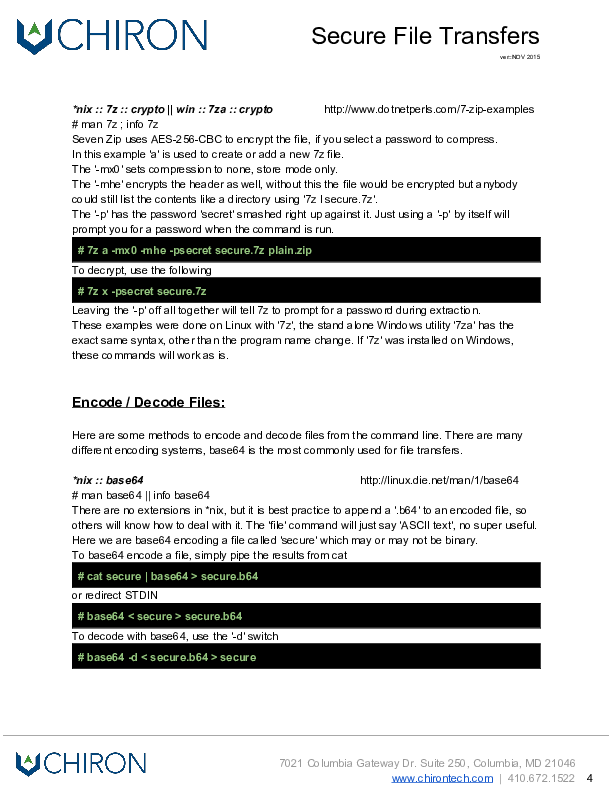 CHIRON
Secure File Transfers
ver:NOV 2015
*nix :: 7z :: crypto || win :: 7za :: crypto http://www.dotnetperls.com/7-zip-examples
# man 7z ; info 7z
Seven Zip uses AES-256-CBC to encrypt the file, if you select a password to compress.
In this example 'a' is used to create or add a new 7z file.
The '-mx0' sets compression to none, store mode only.
The '-mhe' encrypts the header as well, without this the file would be encrypted but anybody
could still list the contents like a directory using '7z l secure.7z'.
The '-p' has the password 'secret' smashed right up against it. Just using a '-p' by itself will
prompt you for a password when the command is run.
# 7z a -mx0 -mhe -psecret secure.7z plain.zip
To decrypt, use the following
# 7z x -psecret secure.7z
Leaving the '-p' off all together will tell 7z to prompt for a password during extraction.
These examples were done on Linux with '7z', the stand alone Windows utility '7za' has the
exact same syntax, other than the program name change. If '7z' was installed on Windows,
these commands will work as is.
Encode / Decode Files:
Here are some methods to encode and decode files from the command line. There are many
different encoding systems, base64 is the most commonly used for file transfers.
*nix :: base64 http://linux.die.net/man/1/base64
# man base64 || info base64
There are no extensions in *nix, but it is best practice to append a '.b64' to an encoded file, so
others will know how to deal with it. The 'file' command will just say 'ASCII text', no super useful.
Here we are base64 encoding a file called 'secure' which may or may not be binary.
To base64 encode a file, simply pipe the results from cat
# cat secure | base64 > secure.b64
or redirect STDIN
# base64 < secure > secure.b64
To decode with base64, use the '-d' switch
# base64 -d < secure.b64 > secure
CHIRON
7021 Columbia Gateway Dr. Suite 250, Columbia, MD 21046
www.chirontech.com | 410.672.1522 4